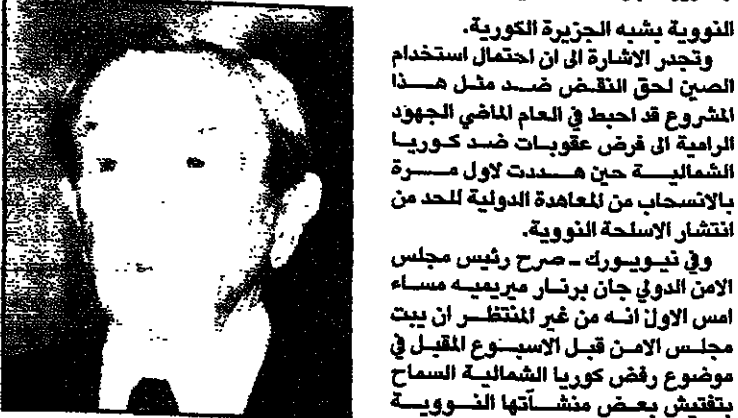 النووية بشبه الجزيرة الكورية.
وتجدر الاشارة الى ان احتمال استخدام
الصين لحق النقض ضد مثل هذا
المشروع قد احبط في العام الماضي الجهود
الرامية الى فرض عقوبات ضد كوريا
الشمالية حين هددت لاول مرة
بالانسحاب من المعاهدة الدولية للحد من
انتشار الاسلحة النووية.
وفي نيويورك ـ صرح رئيس مجلس
الامن الدولي جان برنار ميريميه مساء
امس الاول انه من غير المنتظر ان يبت
مجلس الامن قبل الاسبوع المقبل في
موضوع رفض كوريا الشمالية السماح
بتفتيش بعض منشآتها النووية